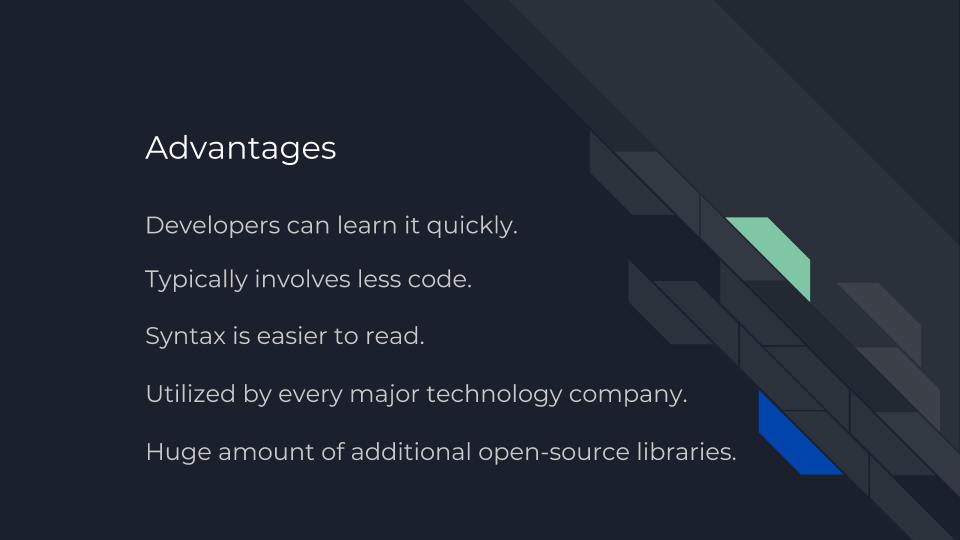 Advantages
Developers can learn it quickly.
Typically involves less code.
Syntax is easier to read.
Utilized by every major technology company.
Huge amount of additional open-source libraries.